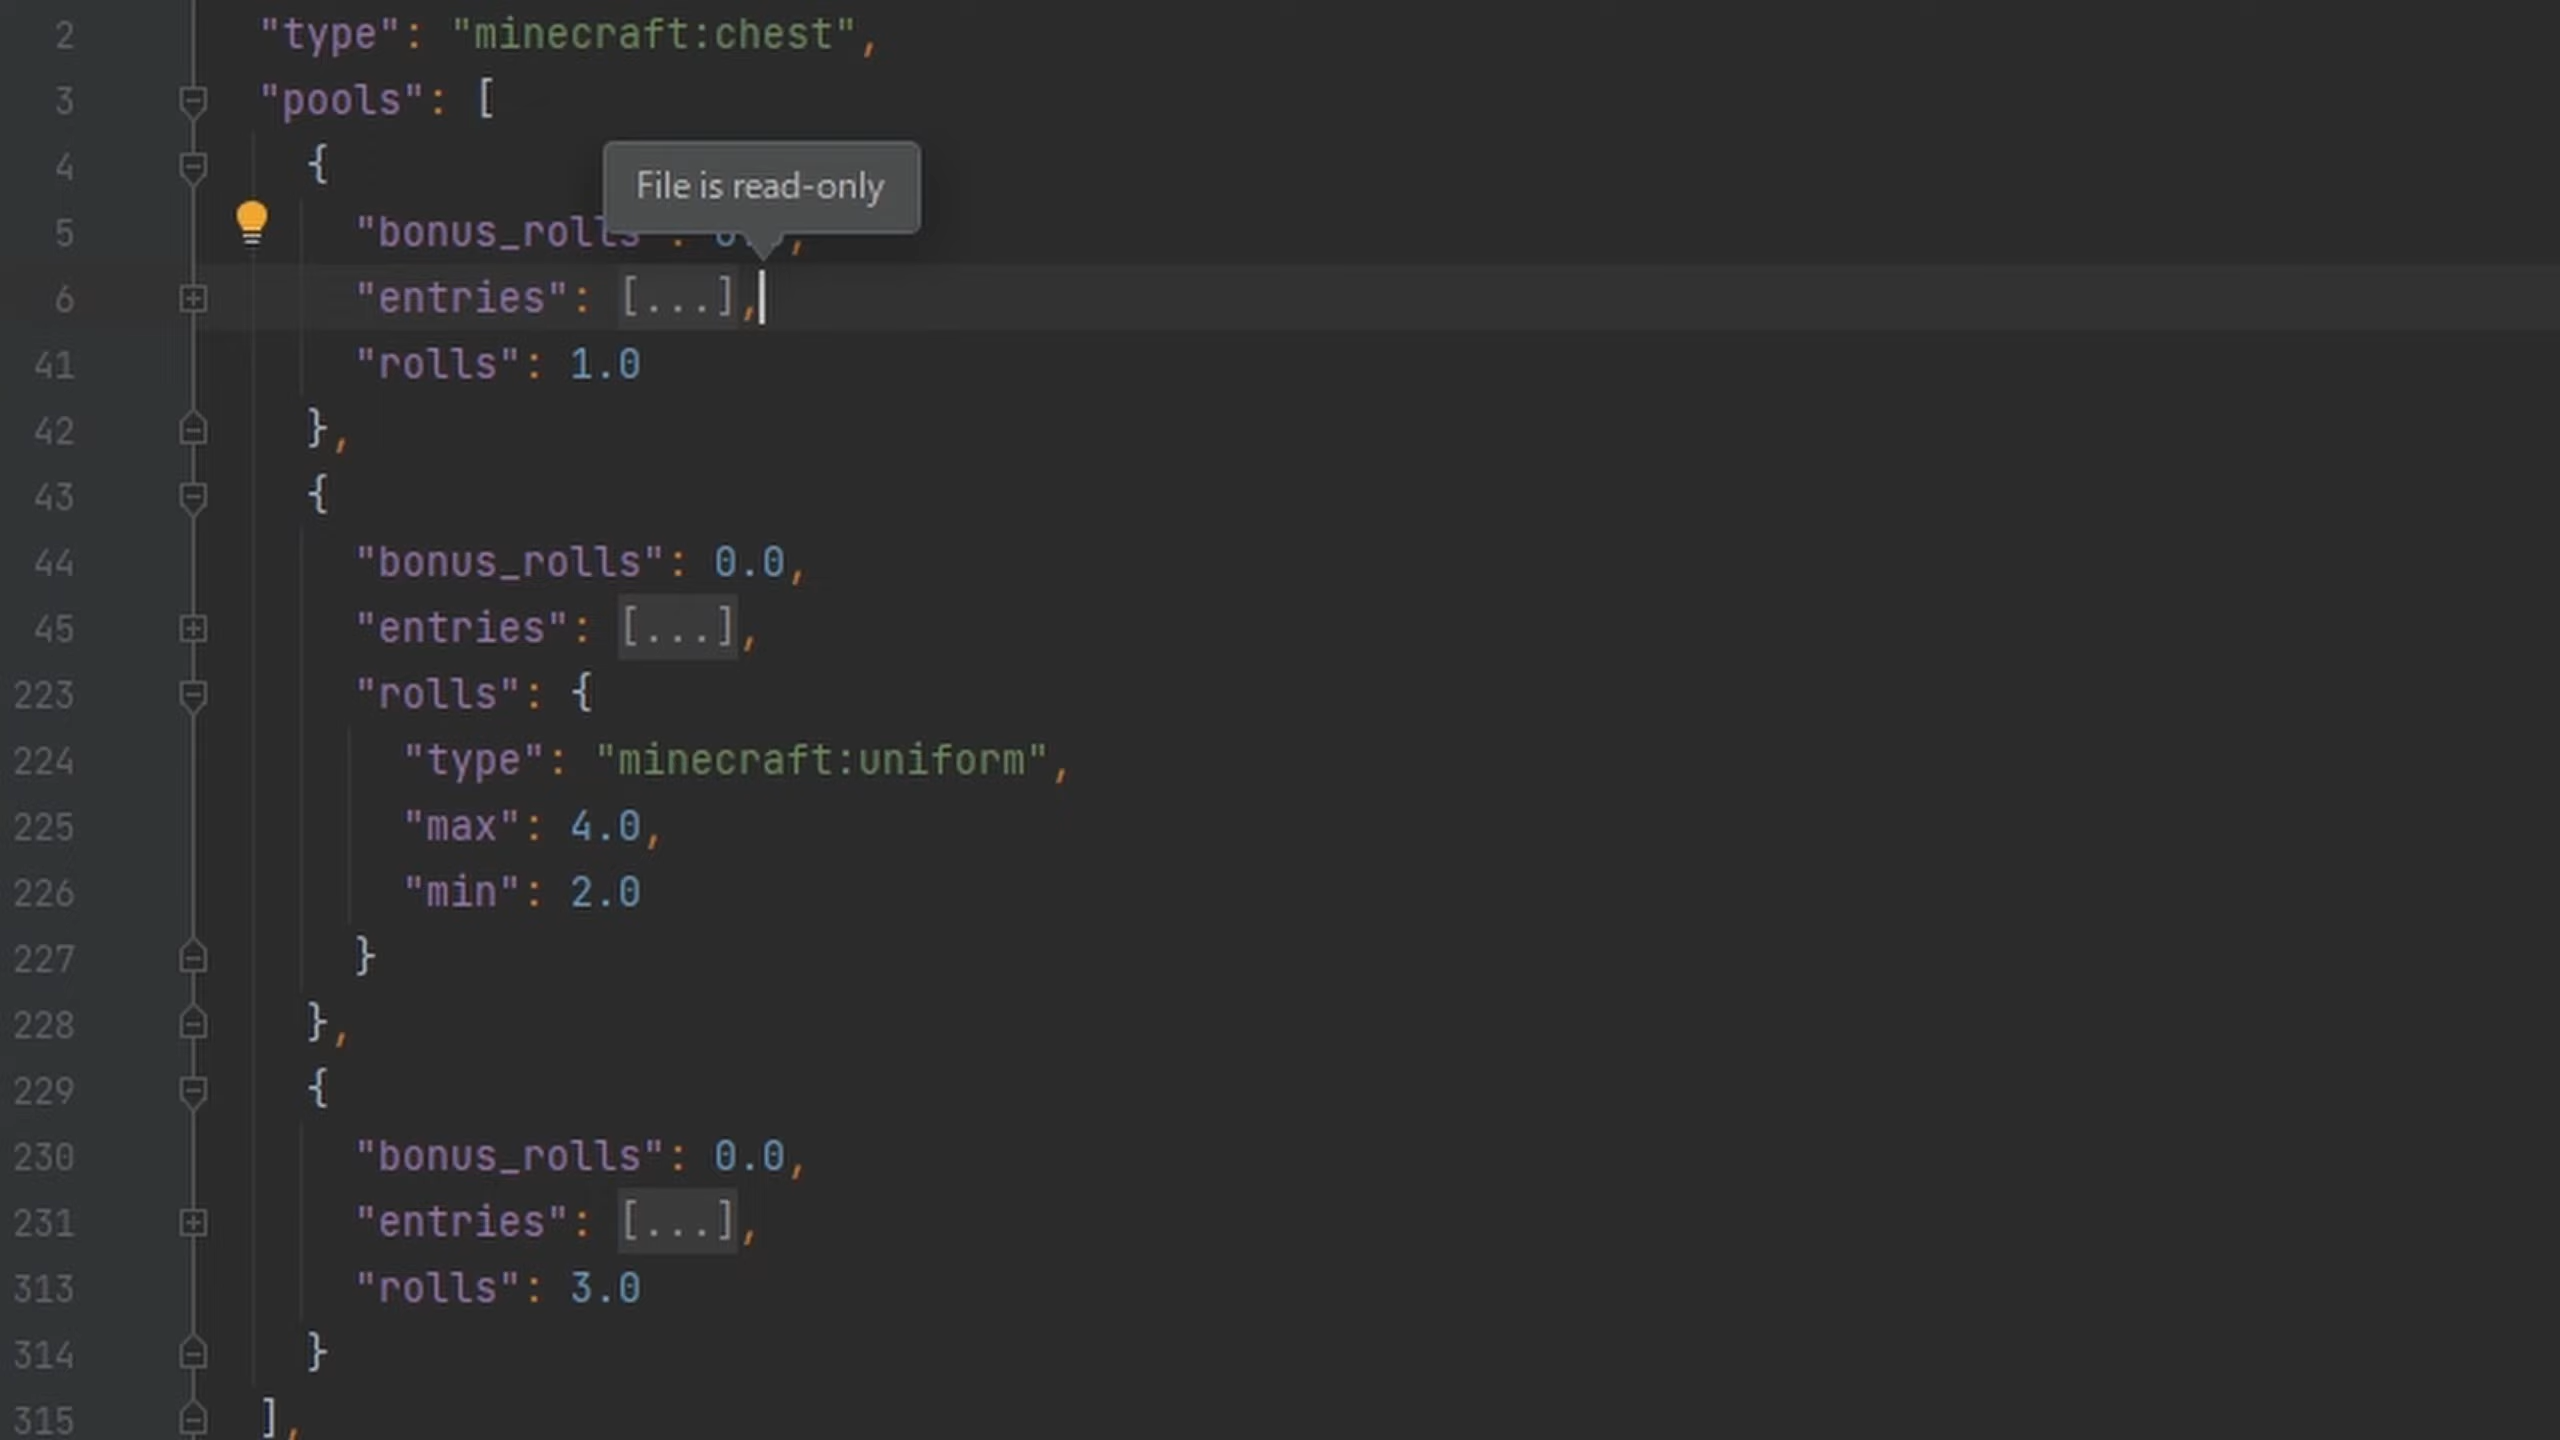 2 "type": "minecraft:chest",
3 "pools": [
4 {
File is read-only
5 "bonus_rolls
6 "entries": [...],
41 "rolls": 1.0
42 },
43 {
44 "bonus_rolls": 0.0,
45 "entries": [...],
223 "rolls": {
224 "type": "minecraft:uniform",
225 "max": 4.0,
226 "min": 2.0
227 }
228 },
229 {
230 "bonus_rolls": 0.0,
231 "entries": [...],
313 "rolls": 3.0
314 }
315 ],